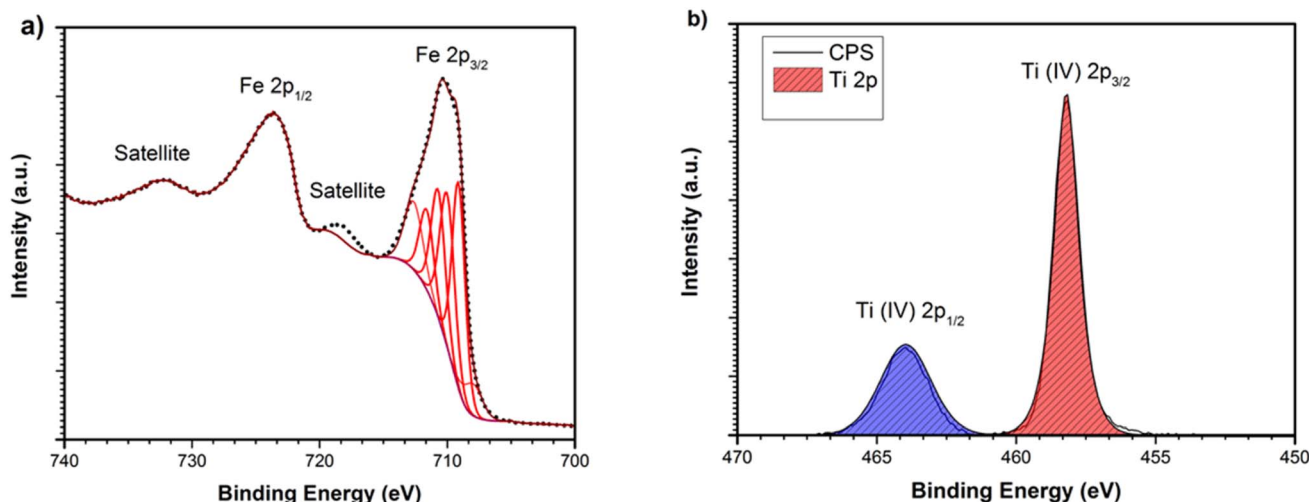 a)
Fe 2p3/2
Fe 2p1/2
Satellite
Satellite
Intensity (a.u.)
740 730 720 710 700
Binding Energy (eV)
b)
CPS
Ti 2p
Ti (IV) 2p3/2
Ti (IV) 2p1/2
Intensity (a.u.)
470 465 460 455 450
Binding Energy (eV)